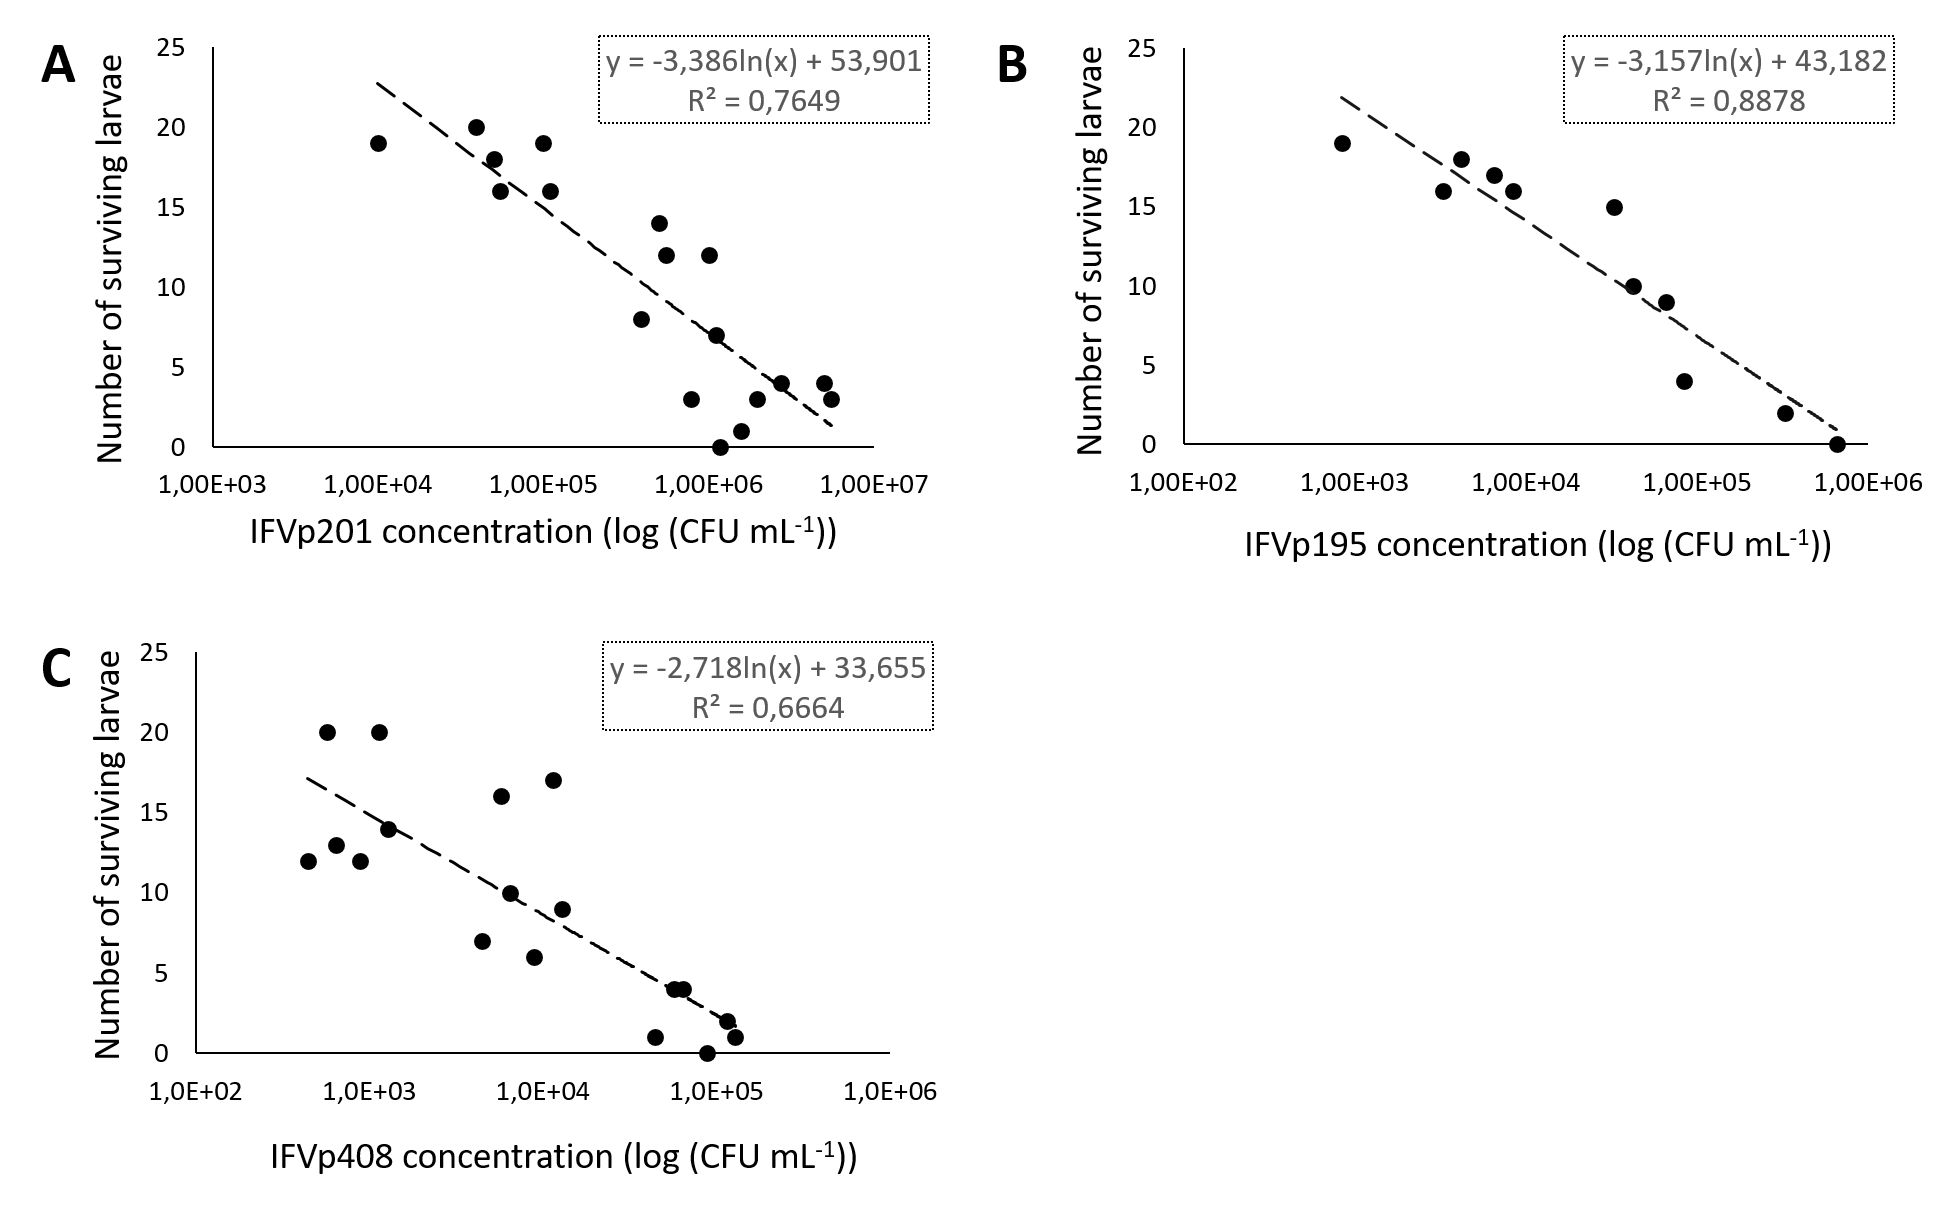 A
Number of surviving larvae
25
20
15
10
5
0
y = -3,386ln(x) + 53,901
R² = 0,7649
1,00E+03 1,00E+04 1,00E+05 1,00E+06 1,00E+07
IFVp201 concentration (log (CFU mL⁻¹))
B
Number of surviving larvae
25
20
15
10
5
0
y = -3,157ln(x) + 43,182
R² = 0,8878
1,00E+02 1,00E+03 1,00E+04 1,00E+05 1,00E+06
IFVp195 concentration (log (CFU mL⁻¹))
C
Number of surviving larvae
25
20
15
10
5
0
y = -2,718ln(x) + 33,655
R² = 0,6664
1,0E+02 1,0E+03 1,0E+04 1,0E+05 1,0E+06
IFVp408 concentration (log (CFU mL⁻¹))